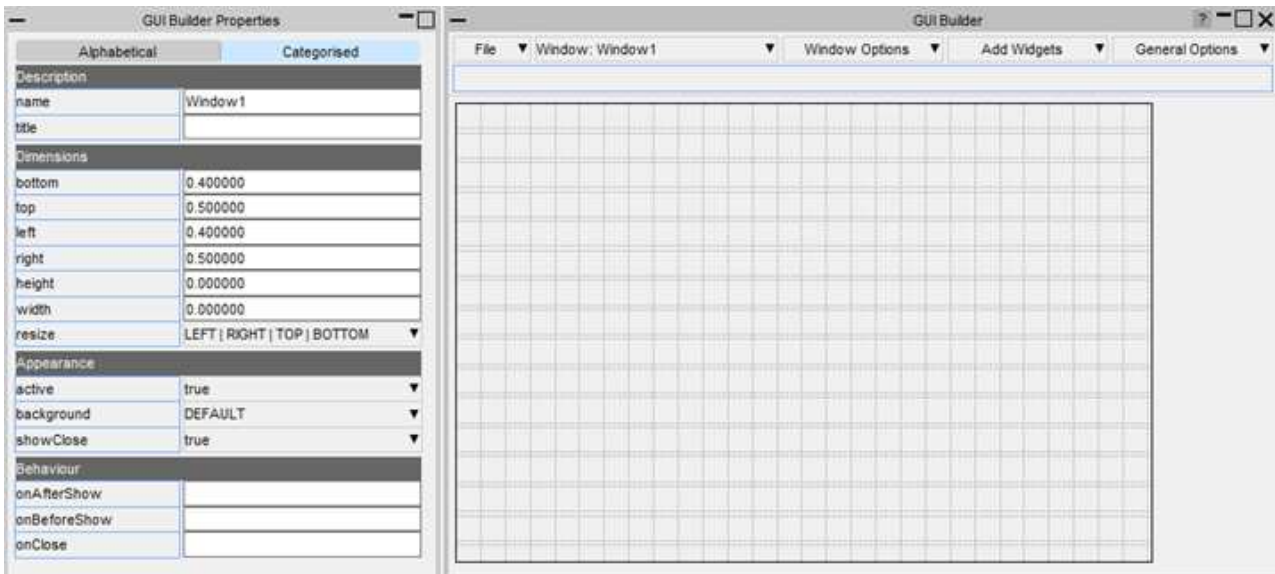 GUI Builder Properties
Alphabetical Categorised
Description
name Window1
title
Dimensions
bottom 0.400000
top 0.500000
left 0.400000
right 0.500000
height 0.000000
width 0.000000
resize LEFT | RIGHT | TOP | BOTTOM
Appearance
active true
background DEFAULT
showClose true
Behaviour
onAfterShow
onBeforeShow
onClose
GUI Builder ?
File Window: Window1 Window Options Add Widgets General Options